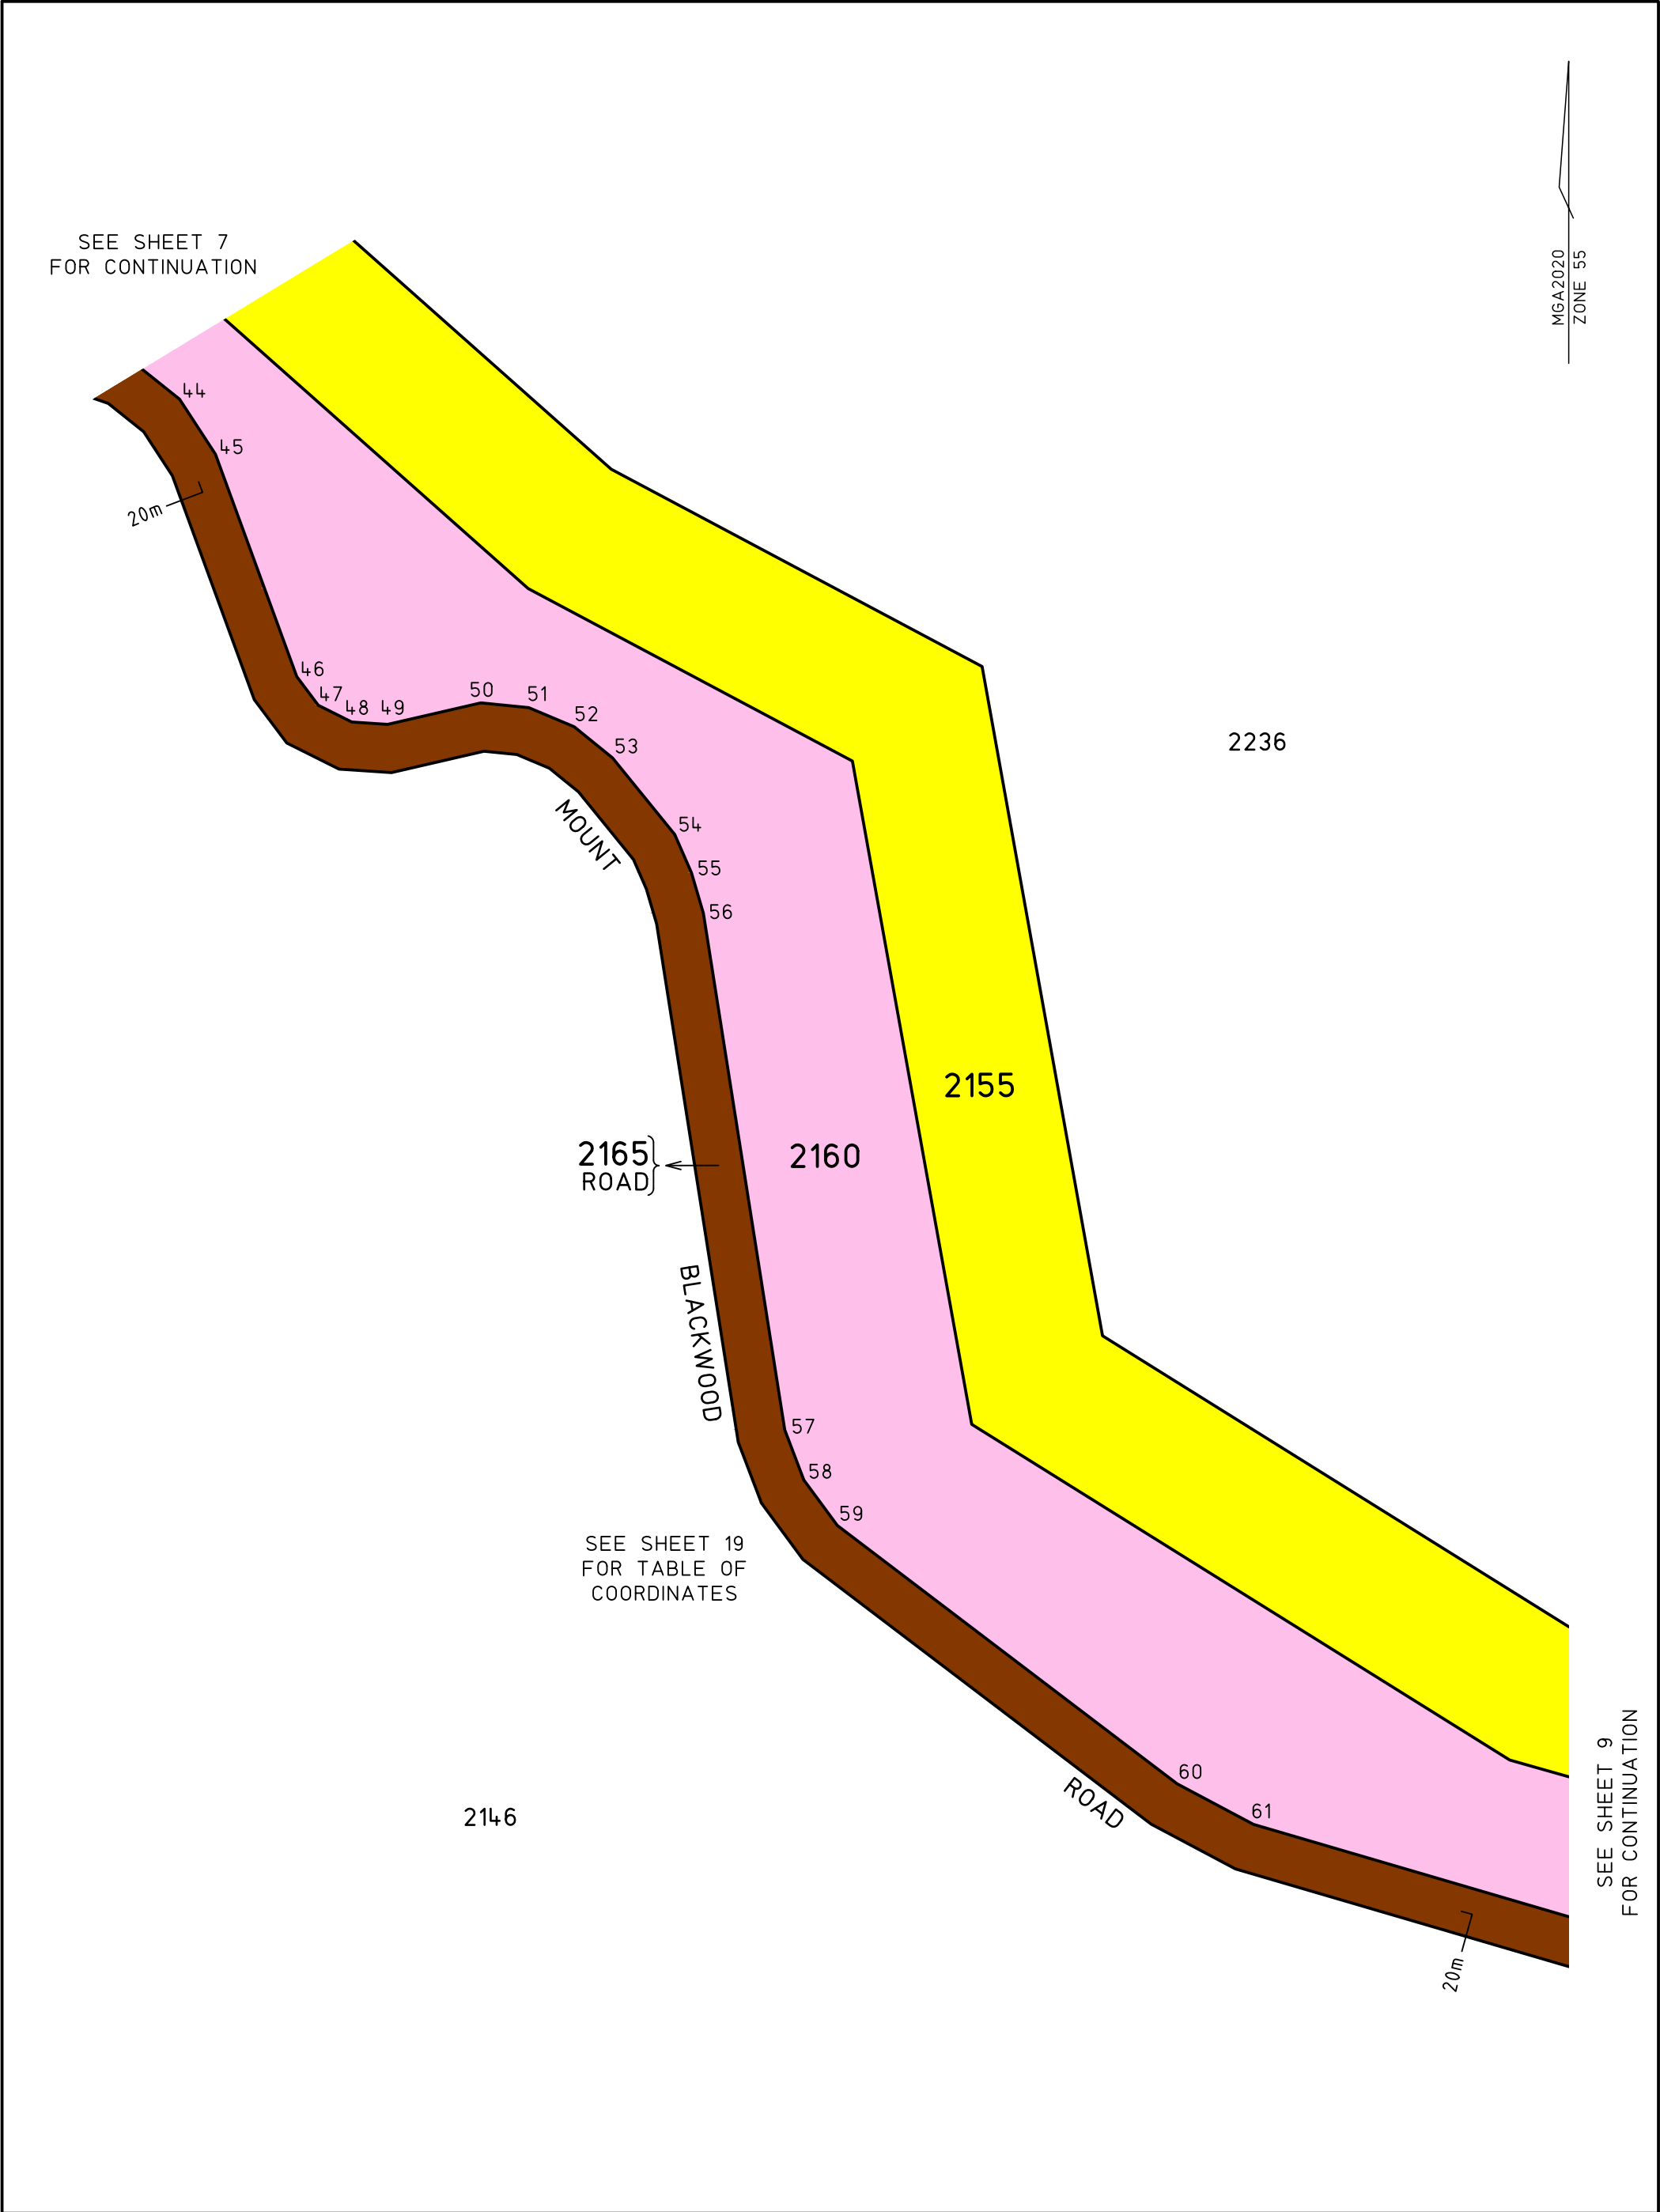 SEE SHEET 7
FOR CONTINUATION
MGA2020
ZONE 55
44
45
20m
46
47
48
49
50
51
52
53
2236
MOUNT
54
55
56
2155
2165
ROAD
2160
BLACKWOOD
57
58
59
SEE SHEET 19
FOR TABLE OF
COORDINATES
60
61
ROAD
2146
SEE SHEET 9
FOR CONTINUATION
20m